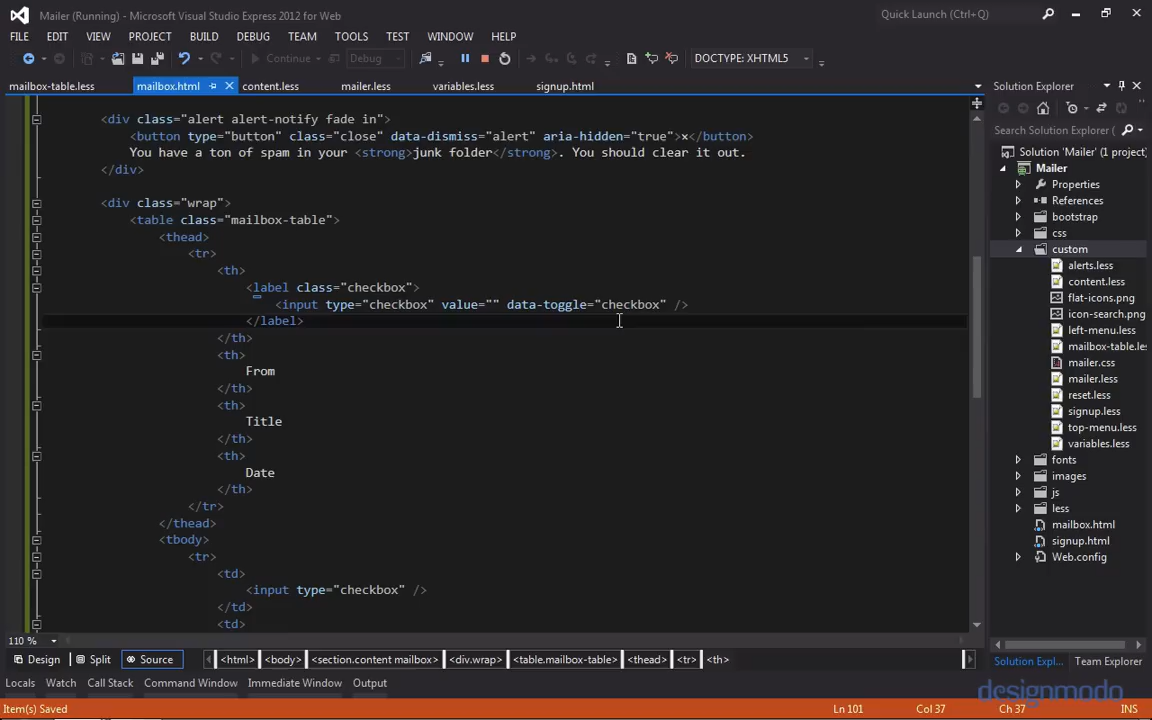 Mailer (Running) - Microsoft Visual Studio Express 2012 for Web
Quick Launch (Ctrl+Q)
FILE EDIT VIEW PROJECT BUILD DEBUG TEAM TOOLS TEST WINDOW HELP
Continue Debug DOCTYPE: XHTML5
mailbox-table.less mailbox.html content.less mailer.less variables.less signup.html
<div class="alert alert-notify fade in">
<button type="button" class="close" data-dismiss="alert" aria-hidden="true">×</button>
You have a ton of spam in your <strong>junk folder</strong>. You should clear it out.
</div>
<div class="wrap">
<table class="mailbox-table">
<thead>
<tr>
<th>
<label class="checkbox">
<input type="checkbox" value="" data-toggle="checkbox" />
</label>
</th>
<th>
From
</th>
<th>
Title
</th>
<th>
Date
</th>
</tr>
</thead>
<tbody>
<tr>
<td>
<input type="checkbox" />
</td>
<td>
110 %
Design Split Source <html> <body> <section.content mailbox> <div.wrap> <table.mailbox-table> <thead> <tr> <th>
Locals Watch Call Stack Command Window Immediate Window Output
Item(s) Saved Ln 101 Col 37 Ch 37 INS
Solution Explorer
Search Solution Explorer (
Solution 'Mailer' (1 project)
Mailer
Properties
References
bootstrap
css
custom
alerts.less
content.less
flat-icons.png
icon-search.png
left-menu.less
mailbox-table.les
mailer.css
mailer.less
reset.less
signup.less
top-menu.less
variables.less
fonts
images
js
less
mailbox.html
signup.html
Web.config
Solution Expl... Team Explorer
designmodo